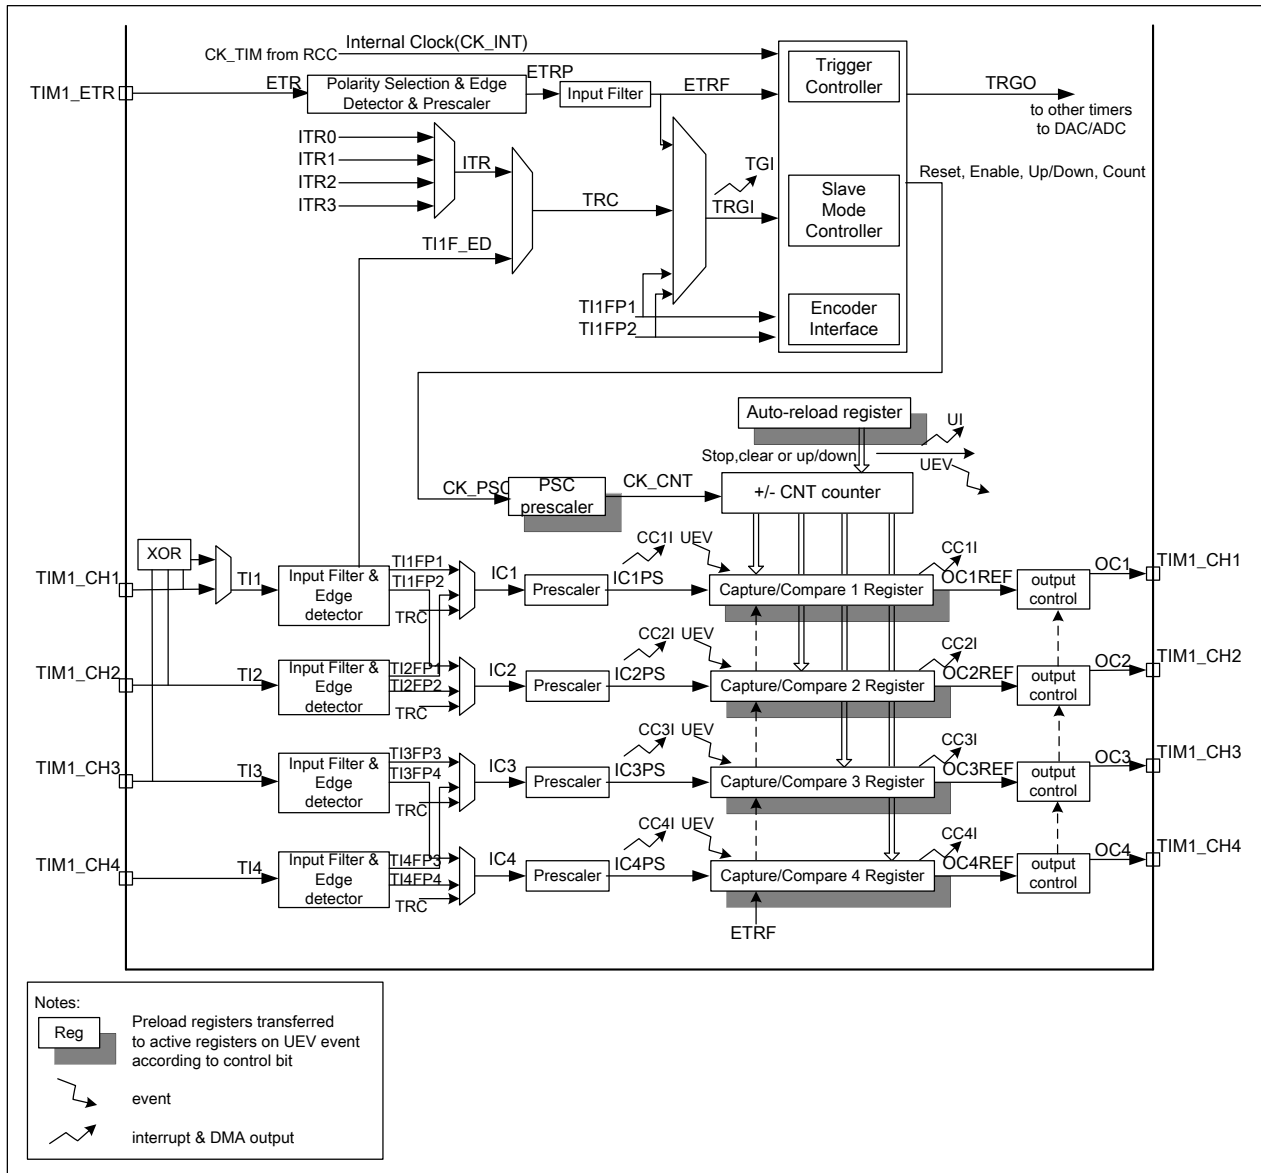 Internal Clock(CK_INT)
CK_TIM from RCC
TIM1_ETR
ETR
Polarity Selection & Edge
Detector & Prescaler
ETRP
Input Filter
ETRF
Trigger
Controller
TRGO
to other timers
to DAC/ADC
ITR0
ITR1
ITR2
ITR3
ITR
TRC
TGI
TRGI
Slave
Mode
Controller
Reset, Enable, Up/Down, Count
TI1F_ED
TI1FP1
TI1FP2
Encoder
Interface
Auto-reload register
UI
Stop,clear or up/down
UEV
CK_PSC
PSC
prescaler
CK_CNT
+/- CNT counter
XOR
TIM1_CH1
TI1
Input Filter &
Edge
detector
TI1FP1
TI1FP2
TRC
IC1
Prescaler
CC1I
UEV
IC1PS
Capture/Compare 1 Register
CC1I
OC1REF
output
control
OC1
TIM1_CH1
TIM1_CH2
TI2
Input Filter &
Edge
detector
TI2FP1
TI2FP2
TRC
IC2
Prescaler
CC2I
UEV
IC2PS
Capture/Compare 2 Register
CC2I
OC2REF
output
control
OC2
TIM1_CH2
TIM1_CH3
TI3
Input Filter &
Edge
detector
TI3FP3
TI3FP4
TRC
IC3
Prescaler
CC3I
UEV
IC3PS
Capture/Compare 3 Register
CC3I
OC3REF
output
control
OC3
TIM1_CH3
TIM1_CH4
TI4
Input Filter &
Edge
detector
TI4FP3
TI4FP4
TRC
IC4
Prescaler
CC4I
UEV
IC4PS
Capture/Compare 4 Register
CC4I
OC4REF
output
control
OC4
TIM1_CH4
ETRF
Notes:
Reg
Preload registers transferred
to active registers on UEV event
according to control bit
event
interrupt & DMA output